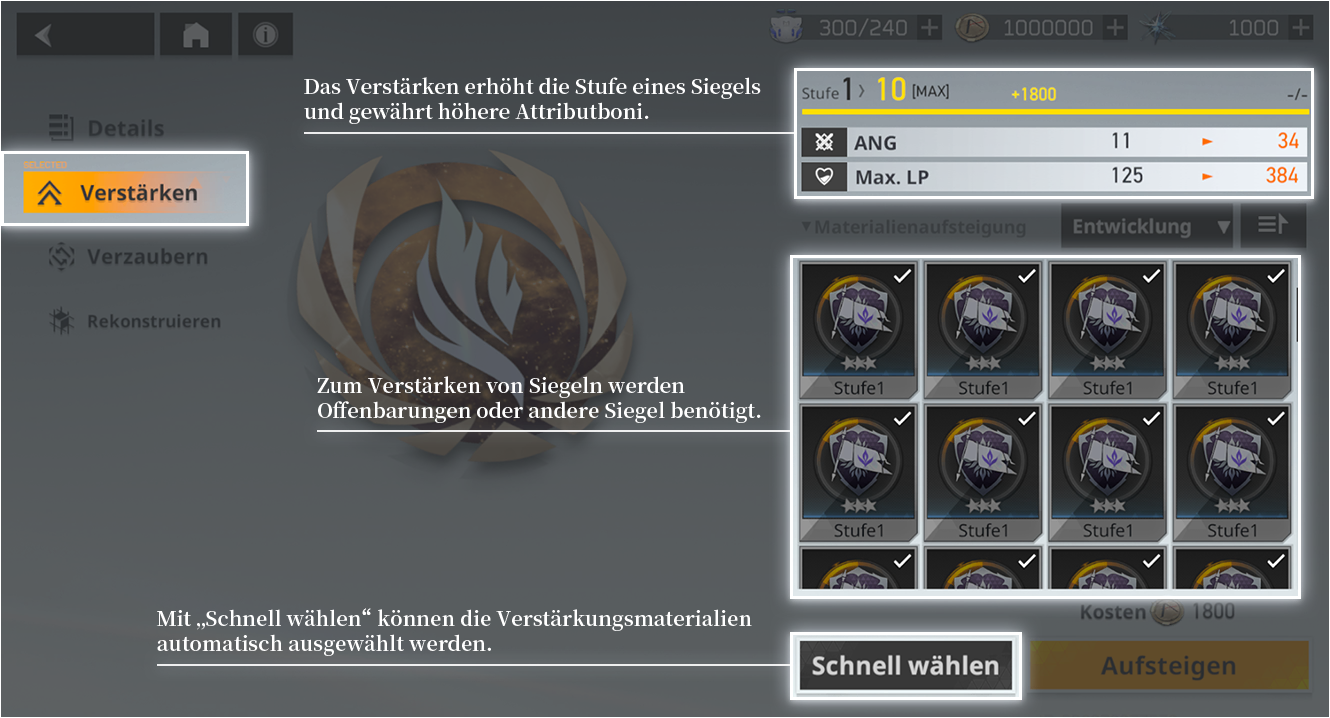 300/240 + 1000000 + 1000 +
Das Verstärken erhöht die Stufe eines Siegels
und gewährt höhere Attributboni.
Stufe 1 > 10 [MAX] +1800 -/-
ANG 11 ► 34
Max. LP 125 ► 384
Details
SELECTED
Verstärken
Verzaubern
Rekonstruieren
▼Materialienaufsteigung Entwicklung ▼
Stufe1 Stufe1 Stufe1 Stufe1
Zum Verstärken von Siegeln werden
Offenbarungen oder andere Siegel benötigt.
Stufe1 Stufe1 Stufe1 Stufe1
Mit „Schnell wählen“ können die Verstärkungsmaterialien
automatisch ausgewählt werden.
Kosten 1800
Schnell wählen Aufsteigen